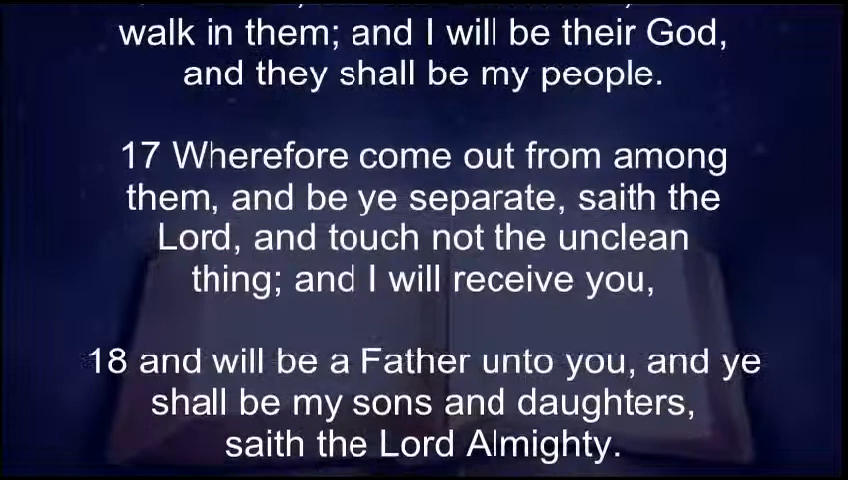 walk in them; and I will be their God,
and they shall be my people.
17 Wherefore come out from among
them, and be ye separate, saith the
Lord, and touch not the unclean
thing; and I will receive you,
18 and will be a Father unto you, and ye
shall be my sons and daughters,
saith the Lord Almighty.